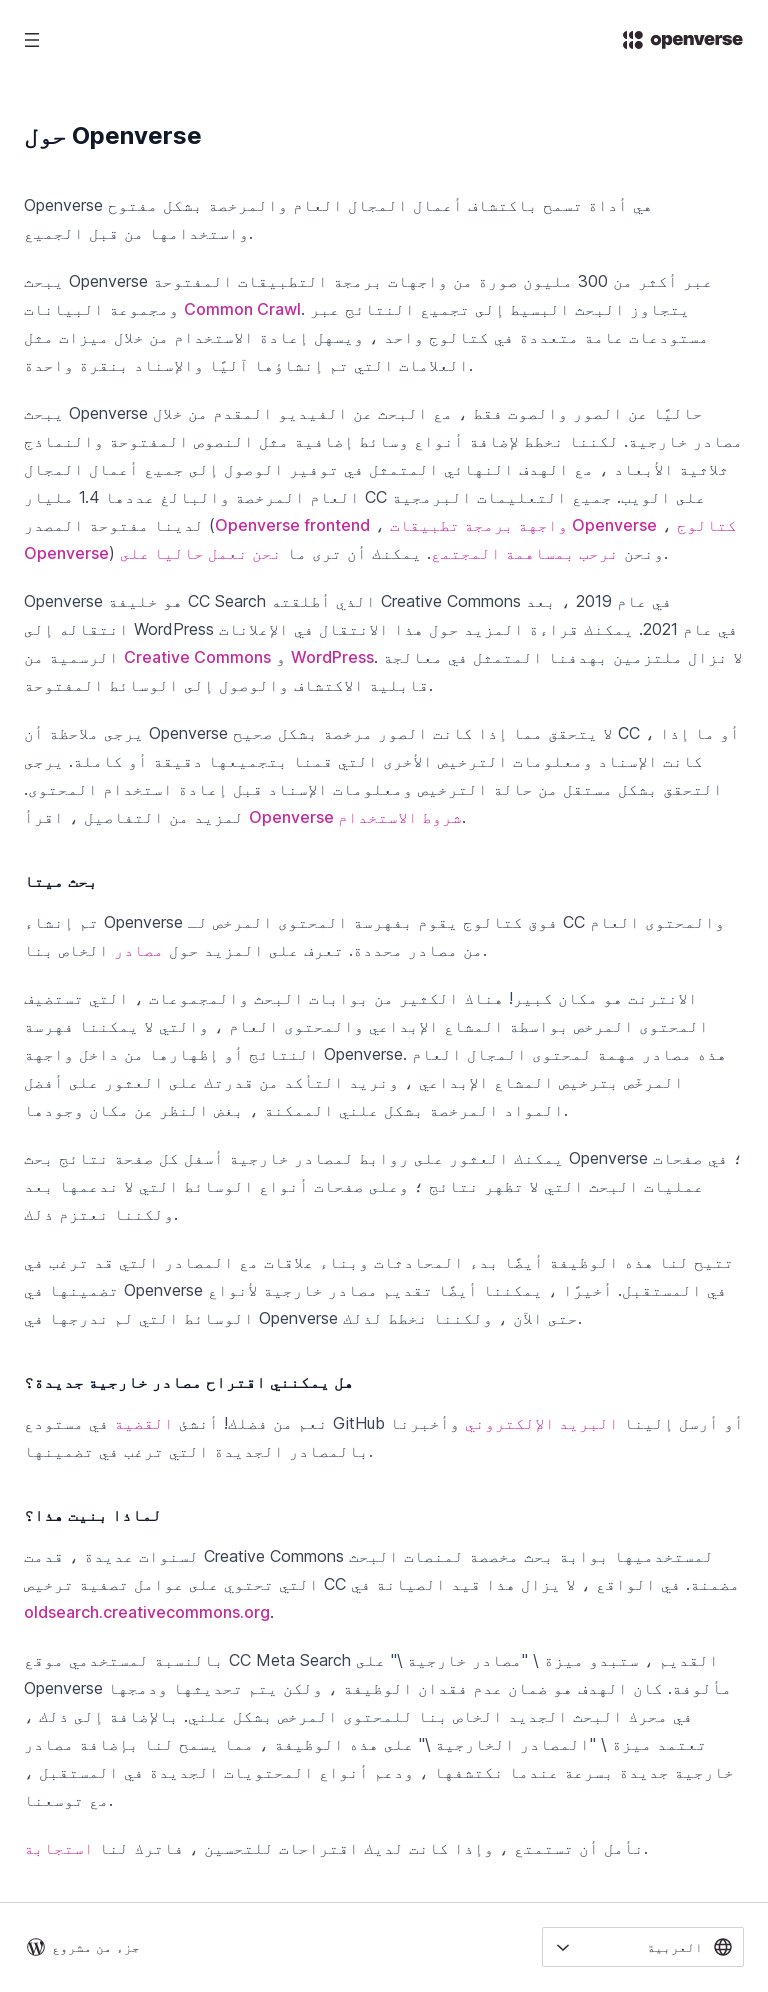 openverse
حول Openverse
Openverse هي أداة تسمح باكتشاف أعمال المجال العام والمرخصة بشكل مفتوح
واستخدامها من قبل الجميع.
يبحث Openverse عبر أكثر من 300 مليون صورة من واجهات برمجة التطبيقات المفتوحة
ومجموعة البيانات Common Crawl. يتجاوز البحث البسيط إلى تجميع النتائج عبر
مستودعات عامة متعددة في كتالوج واحد ، ويسهل إعادة الاستخدام من خلال ميزات مثل
العلامات التي تم إنشاؤها آليًا والإسناد بنقرة واحدة.
يبحث Openverse حاليًا عن الصور والصوت فقط ، مع البحث عن الفيديو المقدم من خلال
مصادر خارجية. لكننا نخطط لإضافة أنواع وسائط إضافية مثل النصوص المفتوحة والنماذج
ثلاثية الأبعاد ، مع الهدف النهائي المتمثل في توفير الوصول إلى جميع أعمال المجال
العام المرخصة والبالغ عددها 1.4 مليار CC على الويب. جميع التعليمات البرمجية
لدينا مفتوحة المصدر (Openverse frontend ، واجهة برمجة تطبيقات Openverse ، كتالوج
Openverse) ونحن نرحب بمساهمة المجتمع. يمكنك أن ترى ما نحن نعمل حاليا على.
Openverse هو خليفة CC Search الذي أطلقته Creative Commons في عام 2019 ، بعد
انتقاله إلى WordPress في عام 2021. يمكنك قراءة المزيد حول هذا الانتقال في الإعلانات
الرسمية من Creative Commons و WordPress. لا نزال ملتزمين بهدفنا المتمثل في معالجة
قابلية الاكتشاف والوصول إلى الوسائط المفتوحة.
يرجى ملاحظة أن Openverse لا يتحقق مما إذا كانت الصور مرخصة بشكل صحيح CC ، أو ما إذا
كانت الإسناد ومعلومات الترخيص الأخرى التي قمنا بتجميعها دقيقة أو كاملة. يرجى
التحقق بشكل مستقل من حالة الترخيص ومعلومات الإسناد قبل إعادة استخدام المحتوى.
لمزيد من التفاصيل ، اقرأ شروط الاستخدام Openverse.
بحث ميتا
تم إنشاء Openverse فوق كتالوج يقوم بفهرسة المحتوى المرخص لـ CC والمحتوى العام
من مصادر محددة. تعرف على المزيد حول مصادر الخاص بنا.
الانترنت هو مكان كبير! هناك الكثير من بوابات البحث والمجموعات ، التي تستضيف
المحتوى المرخص بواسطة المشاع الإبداعي والمحتوى العام ، والتي لا يمكننا فهرسة
النتائج أو إظهارها من داخل واجهة Openverse. هذه مصادر مهمة لمحتوى المجال العام
المرخّص بترخيص المشاع الإبداعي ، ونريد التأكد من قدرتك على العثور على أفضل
المواد المرخصة بشكل علني الممكنة ، بغض النظر عن مكان وجودها.
يمكنك العثور على روابط لمصادر خارجية أسفل كل صفحة نتائج بحث Openverse ؛ في صفحات
عمليات البحث التي لا تظهر نتائج ؛ وعلى صفحات أنواع الوسائط التي لا ندعمها بعد
ولكننا نعتزم ذلك.
تتيح لنا هذه الوظيفة أيضًا بدء المحادثات وبناء علاقات مع المصادر التي قد ترغب في
تضمينها في Openverse في المستقبل. أخيرًا ، يمكننا أيضًا تقديم مصادر خارجية لأنواع
الوسائط التي لم ندرجها في Openverse حتى الآن ، ولكننا نخطط لذلك.
هل يمكنني اقتراح مصادر خارجية جديدة؟
نعم من فضلك! أنشئ القضية في مستودع GitHub أو أرسل إلينا البريد الإلكتروني وأخبرنا
بالمصادر الجديدة التي ترغب في تضمينها.
لماذا بنيت هذا؟
لسنوات عديدة ، قدمت Creative Commons لمستخدميها بوابة بحث مخصصة لمنصات البحث
التي تحتوي على عوامل تصفية ترخيص CC مضمنة. في الواقع ، لا يزال هذا قيد الصيانة في
oldsearch.creativecommons.org.
بالنسبة لمستخدمي موقع CC Meta Search القديم ، ستبدو ميزة \ "مصادر خارجية \" على
Openverse مألوفة. كان الهدف هو ضمان عدم فقدان الوظيفة ، ولكن يتم تحديثها ودمجها
في محرك البحث الجديد الخاص بنا للمحتوى المرخص بشكل علني. بالإضافة إلى ذلك ،
تعتمد ميزة \ "المصادر الخارجية \" على هذه الوظيفة ، مما يسمح لنا بإضافة مصادر
خارجية جديدة بسرعة عندما نكتشفها ، ودعم أنواع المحتويات الجديدة في المستقبل ،
مع توسعنا.
نأمل أن تستمتع ، وإذا كانت لديك اقتراحات للتحسين ، فاترك لنا استجابة.
العربية
جزء من مشروع